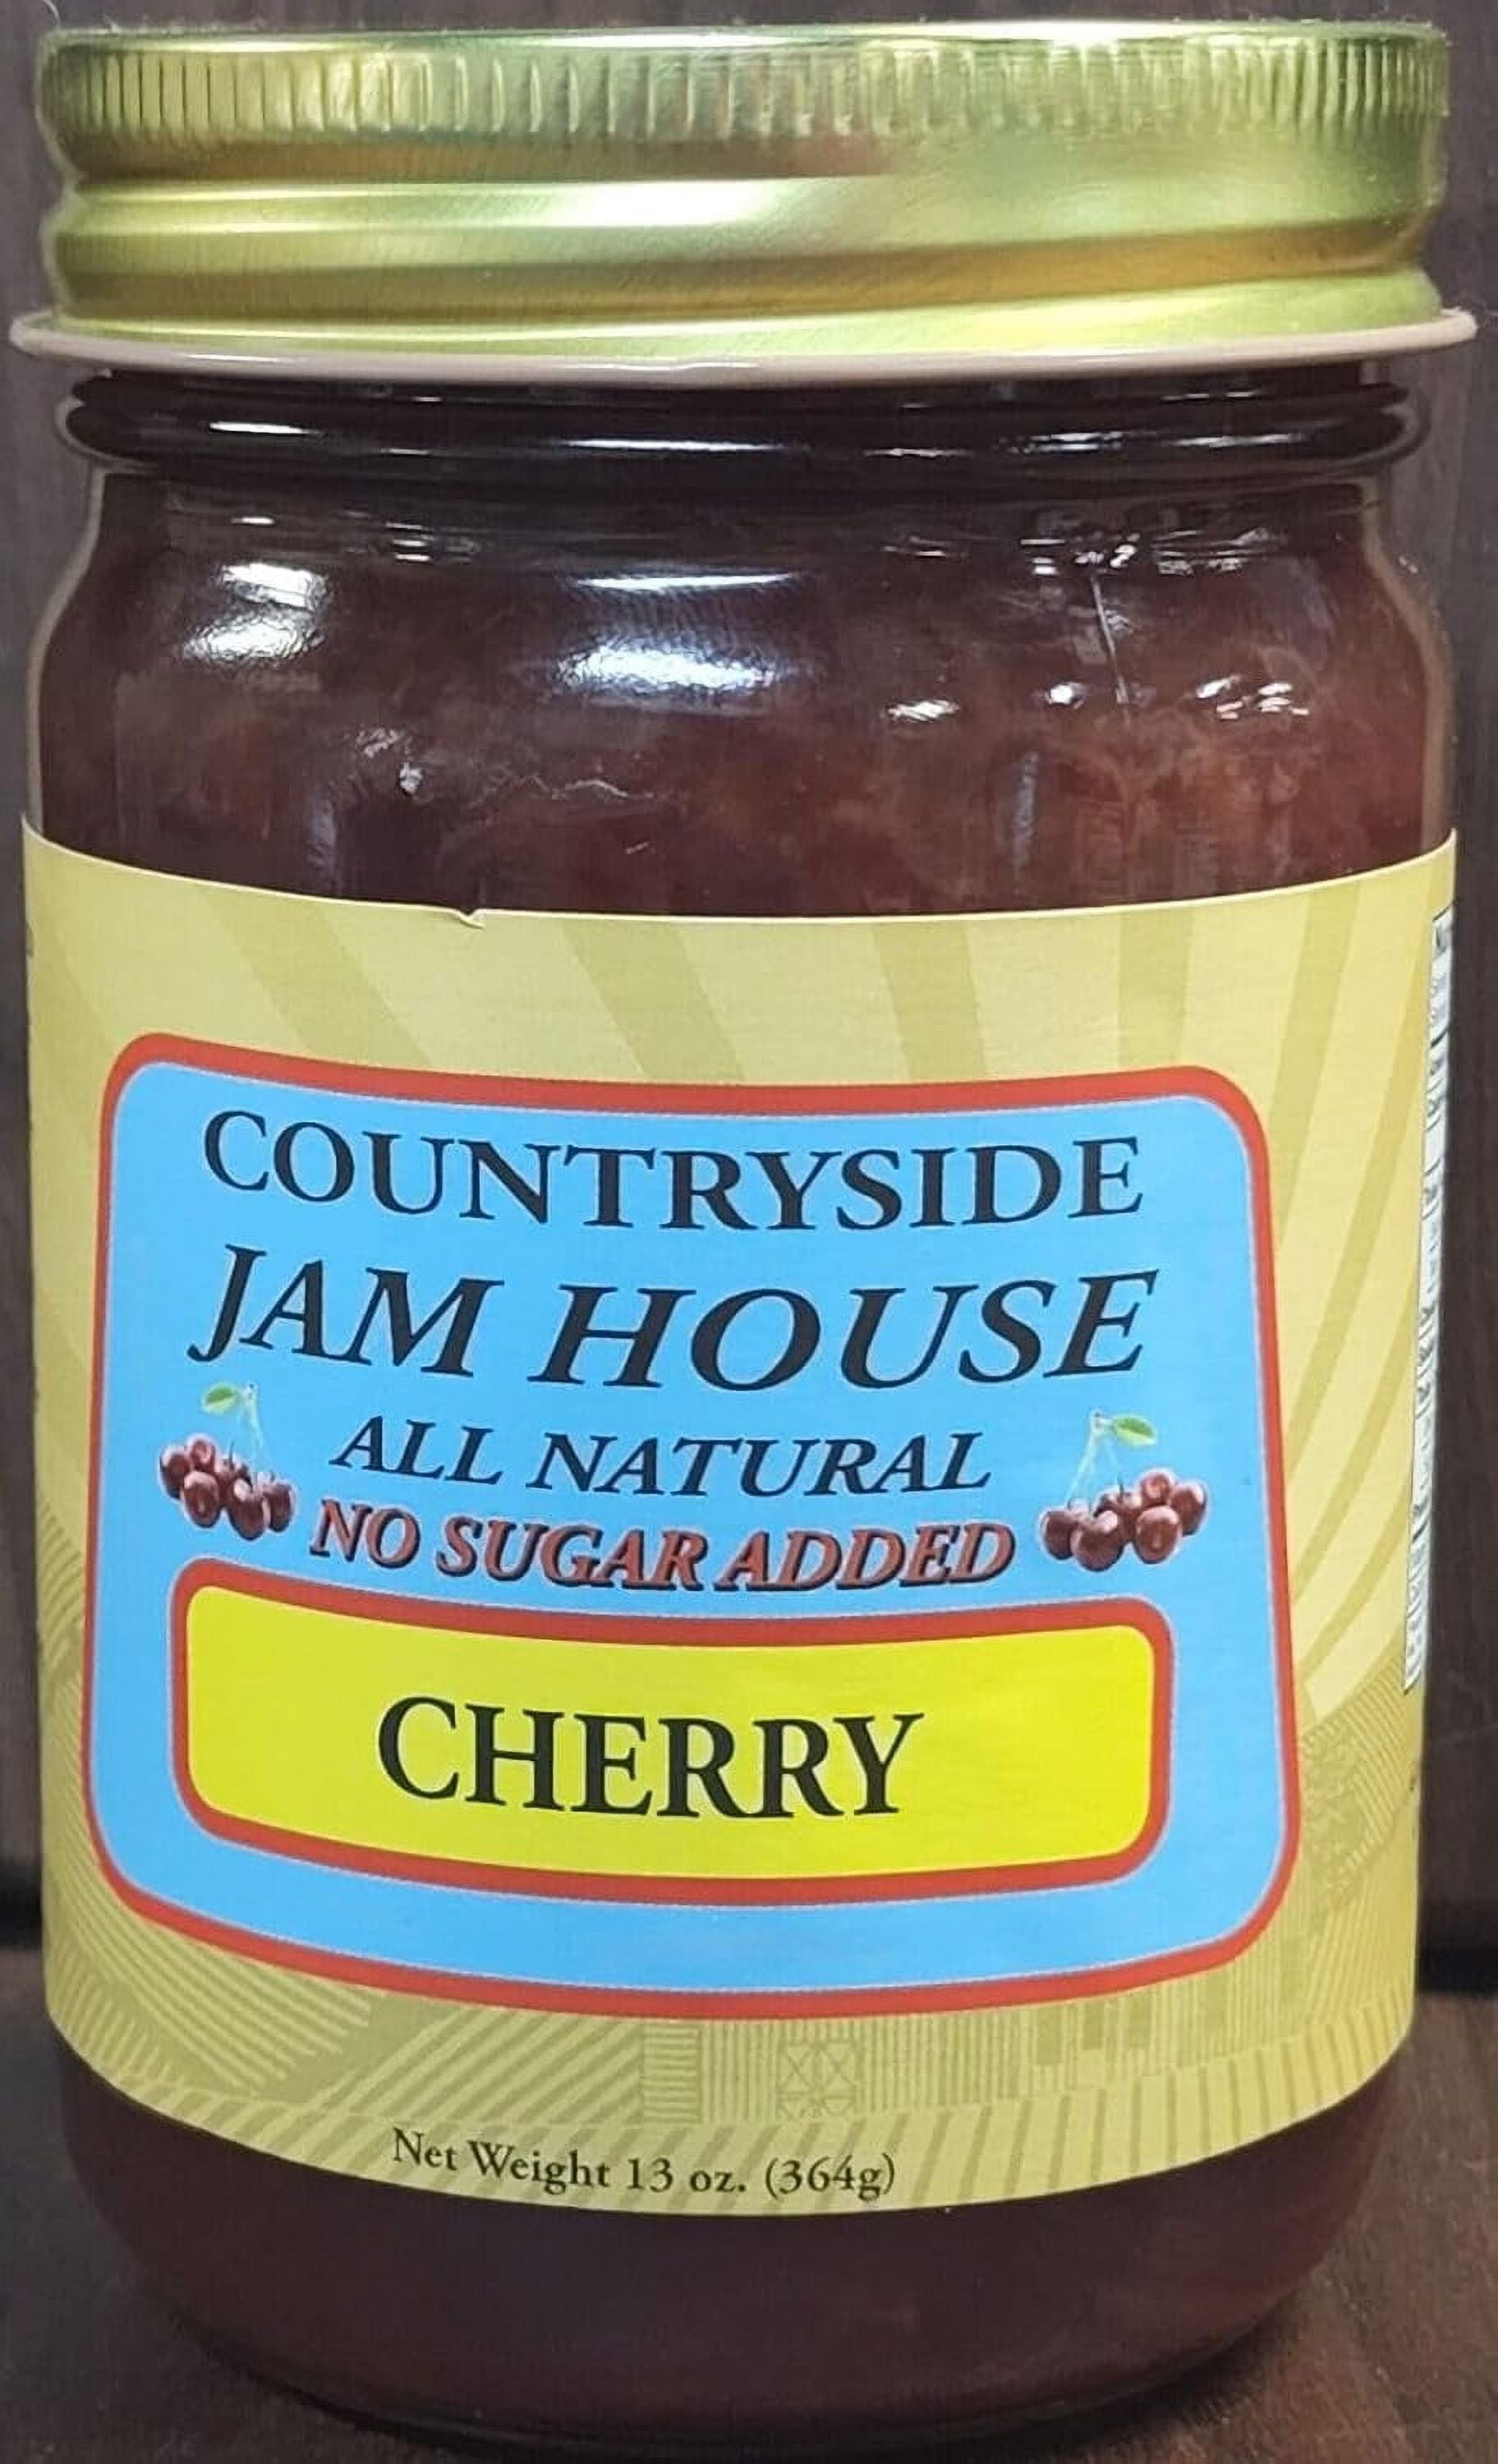 COUNTRYSIDE
JAM HOUSE
ALL NATURAL
NO SUGAR ADDED
CHERRY
Net Weight 13 oz. (364g)